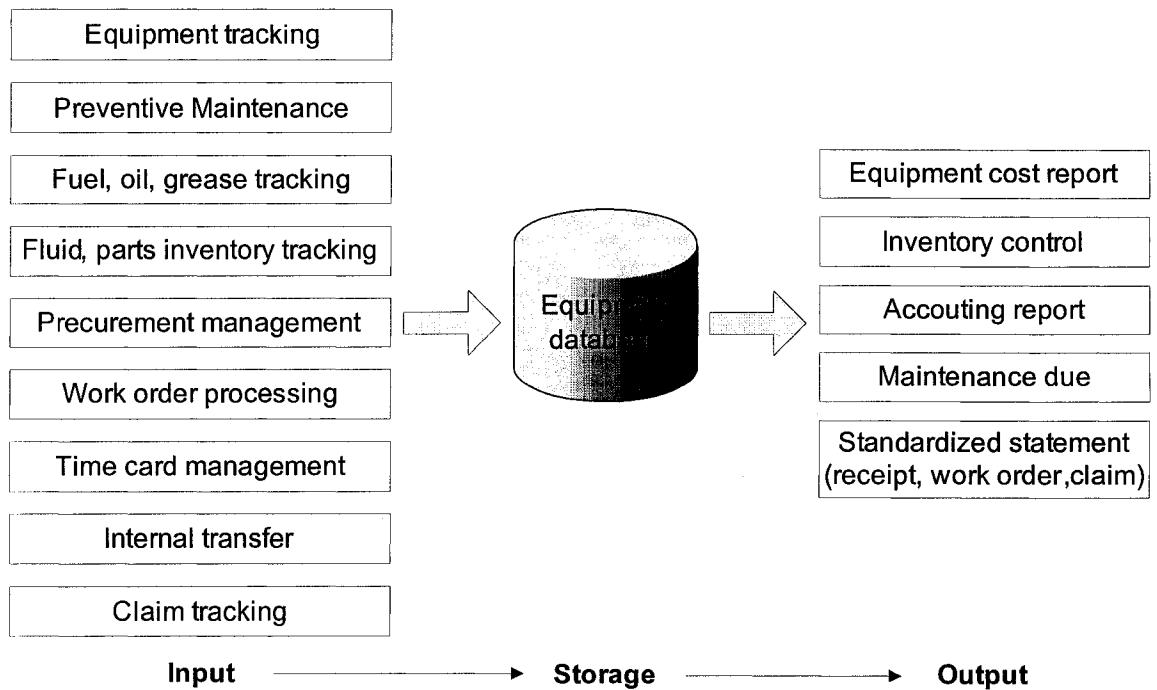 Equipment tracking
Preventive Maintenance
Fuel, oil, grease tracking
Fluid, parts inventory tracking
Precurement management
Work order processing
Time card management
Internal transfer
Claim tracking
Equipment
database
Equipment cost report
Inventory control
Accouting report
Maintenance due
Standardized statement
(receipt, work order,claim)
Input
Storage
Output